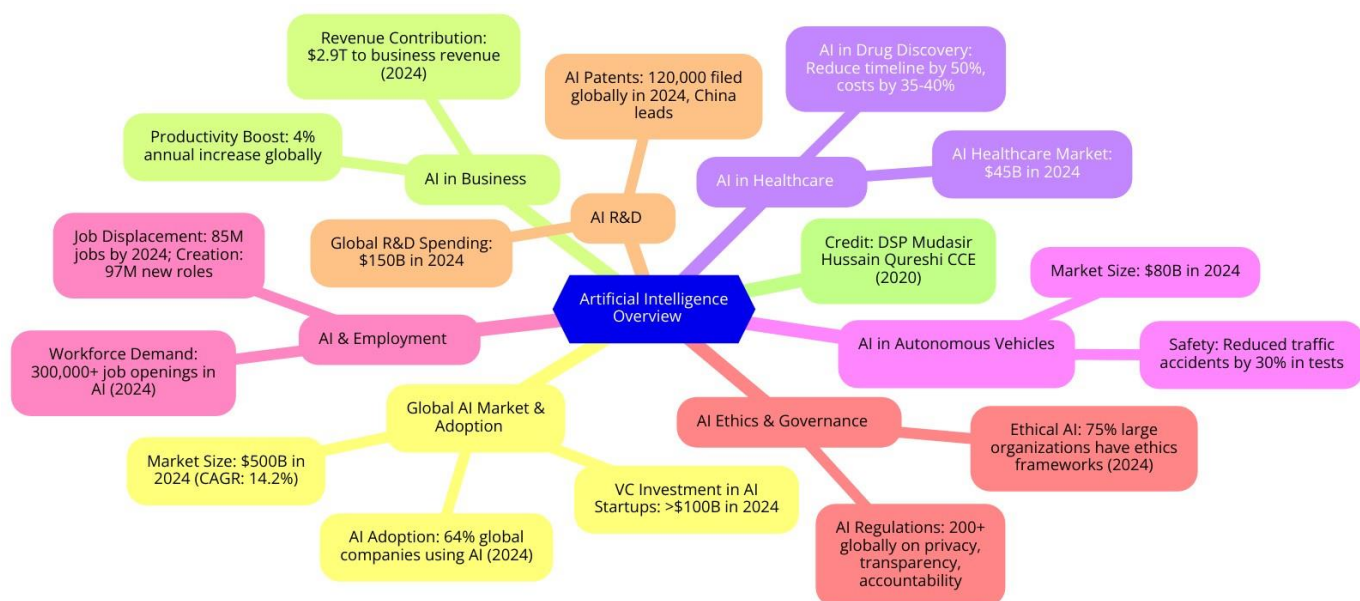 Revenue Contribution:
$2.9T to business revenue
(2024)
Productivity Boost: 4%
annual increase globally
AI in Business
AI Patents: 120,000 filed
globally in 2024, China
leads
Global R&D Spending:
$150B in 2024
AI R&D
AI in Drug Discovery:
Reduce timeline by 50%,
costs by 35-40%
AI Healthcare Market:
$45B in 2024
AI in Healthcare
Credit: DSP Mudasir
Hussain Qureshi CCE
(2020)
Job Displacement: 85M
jobs by 2024; Creation:
97M new roles
Workforce Demand:
300,000+ job openings in
AI (2024)
AI & Employment
Artificial Intelligence
Overview
Market Size: $80B in 2024
AI in Autonomous Vehicles
Safety: Reduced traffic
accidents by 30% in tests
Global AI Market &
Adoption
Market Size: $500B in
2024 (CAGR: 14.2%)
AI Adoption: 64% global
companies using AI (2024)
VC Investment in AI
Startups: >$100B in 2024
AI Ethics & Governance
Ethical AI: 75% large
organizations have ethics
frameworks (2024)
AI Regulations: 200+
globally on privacy,
transparency,
accountability